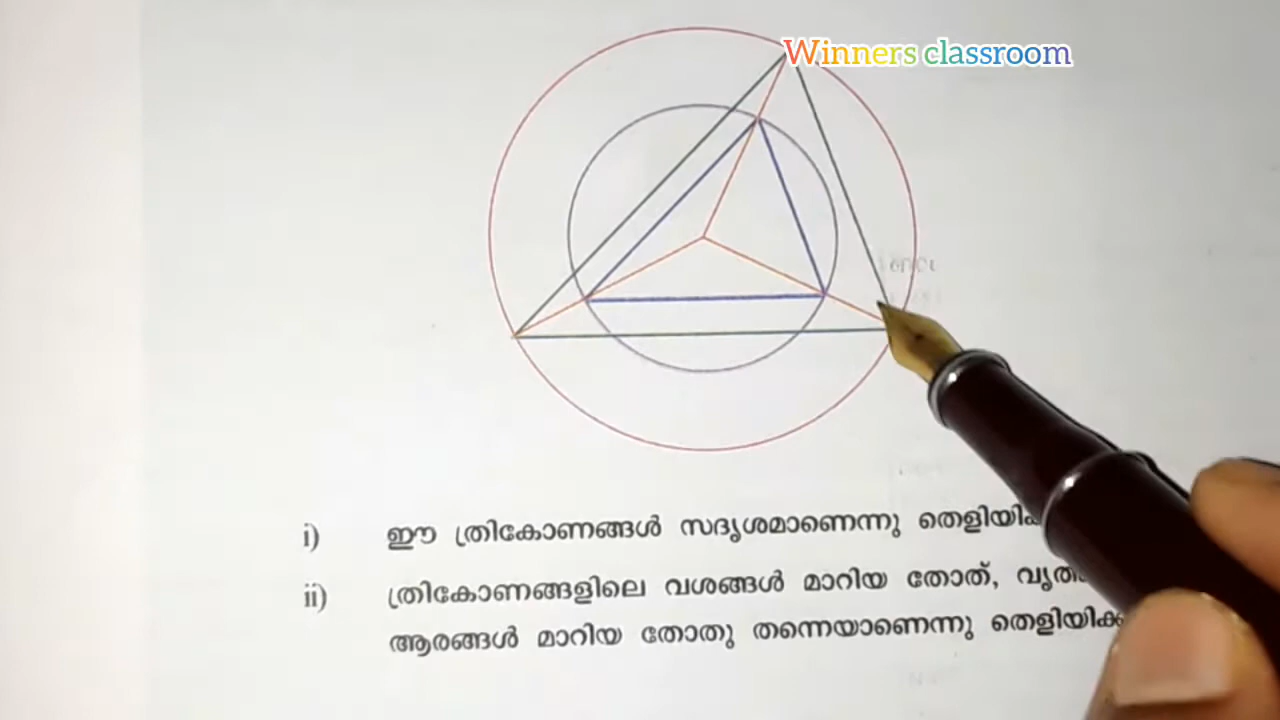 Winners classroom
i) ഈ ത്രികോണങ്ങൾ സദൃശമാണെന്നു
ii) ത്രികോണങ്ങളിലെ വശങ്ങൾ മാറിയ തോത്,
ആരങ്ങൾ മാറിയ തോതു തന്നെയാണെന്നു